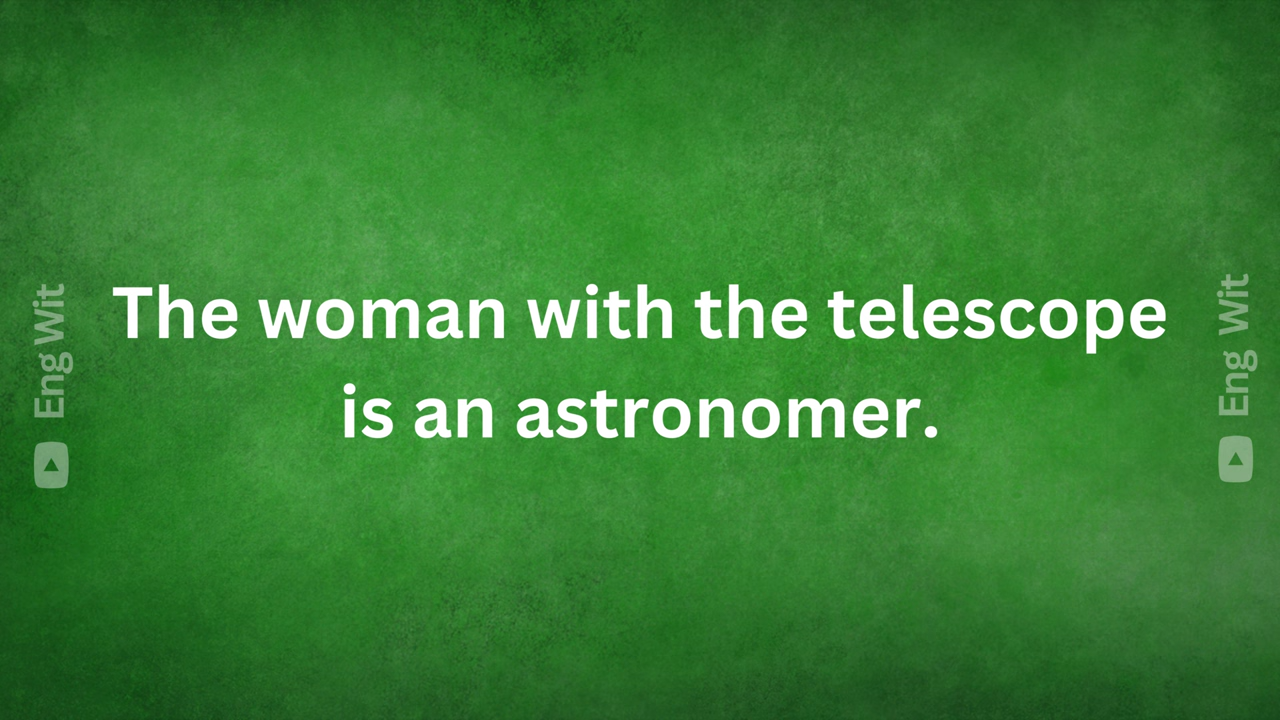 The woman with the telescope
is an astronomer.
Eng Wit
Eng Wit